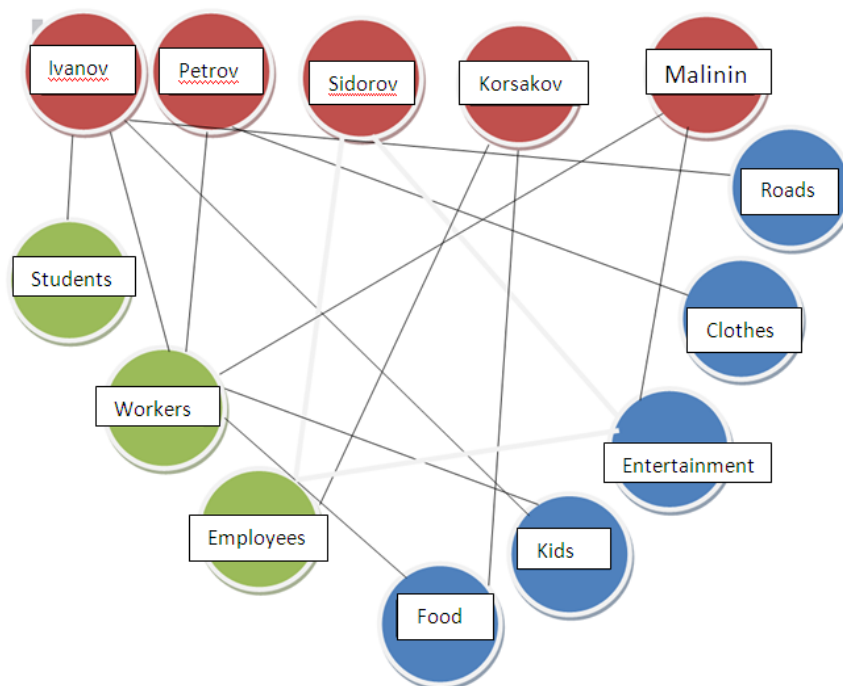 Ivanov
Petrov
Sidorov
Korsakov
Malinin
Roads
Students
Clothes
Workers
Entertainment
Employees
Kids
Food